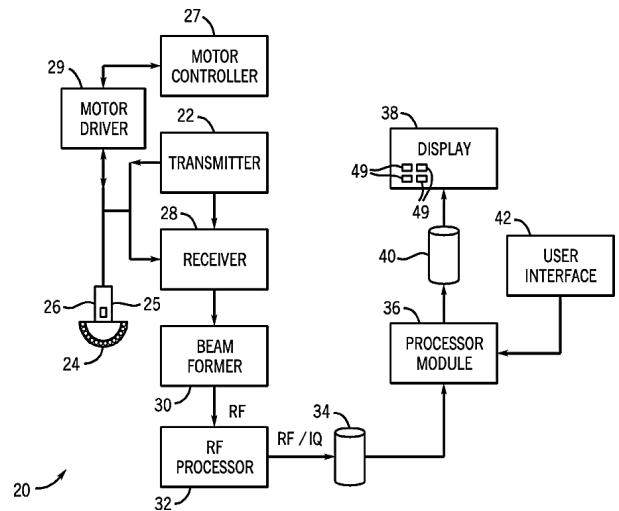 27
MOTOR
CONTROLLER
29
MOTOR
DRIVER
22
TRANSMITTER
38
DISPLAY
49
49
28
RECEIVER
40
42
USER
INTERFACE
26
25
24
BEAM
FORMER
30
36
PROCESSOR
MODULE
RF
34
RF
PROCESSOR
32
RF / IQ
20